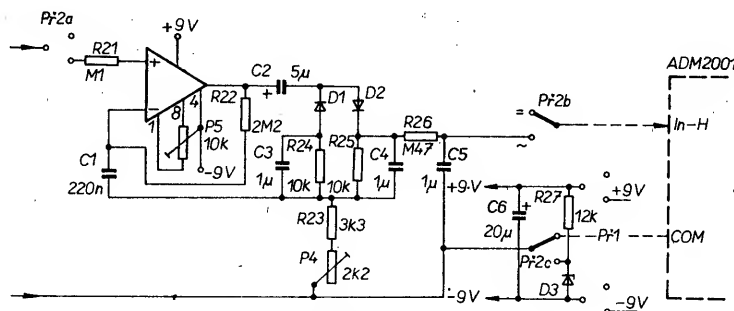 Př2a
+9V
R21
M1
+
−
1
8
4
P5
10k
-9V
C1
220n
R22
2M2
C2
+
5µ
D1
D2
C3
1µ
R24
10k
R25
10k
C4
1µ
R26
M47
C5
1µ
R23
3k3
P4
2k2
=
Př2b
~
ADM2001
In-H
+9V
C6
+
20µ
R27
12k
+9V
Př1
COM
Př2c
D3
-9V
-9V